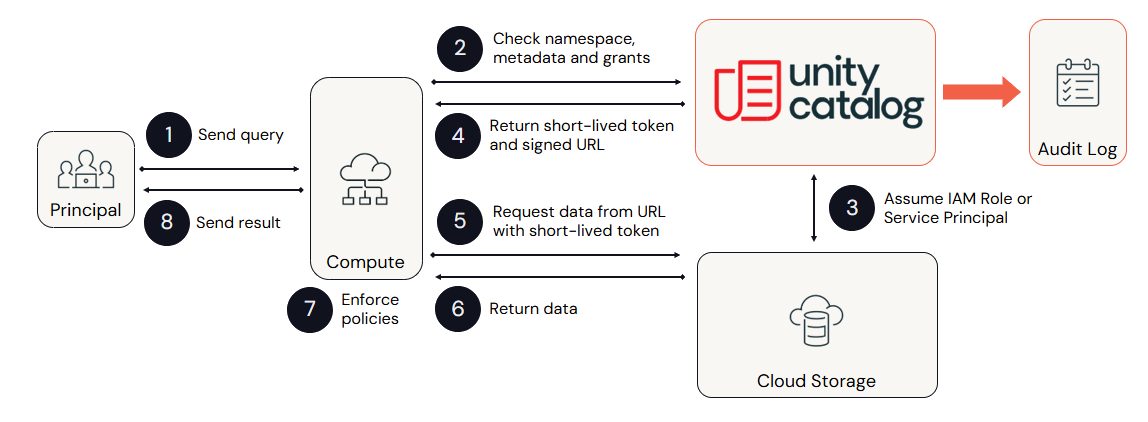 1
Send query
2
Check namespace,
metadata and grants
unity
catalog
4
Return short-lived token
and signed URL
Audit Log
Principal
8
Send result
3
Assume IAM Role or
Service Principal
5
Request data from URL
with short-lived token
Compute
7
Enforce
policies
6
Return data
Cloud Storage